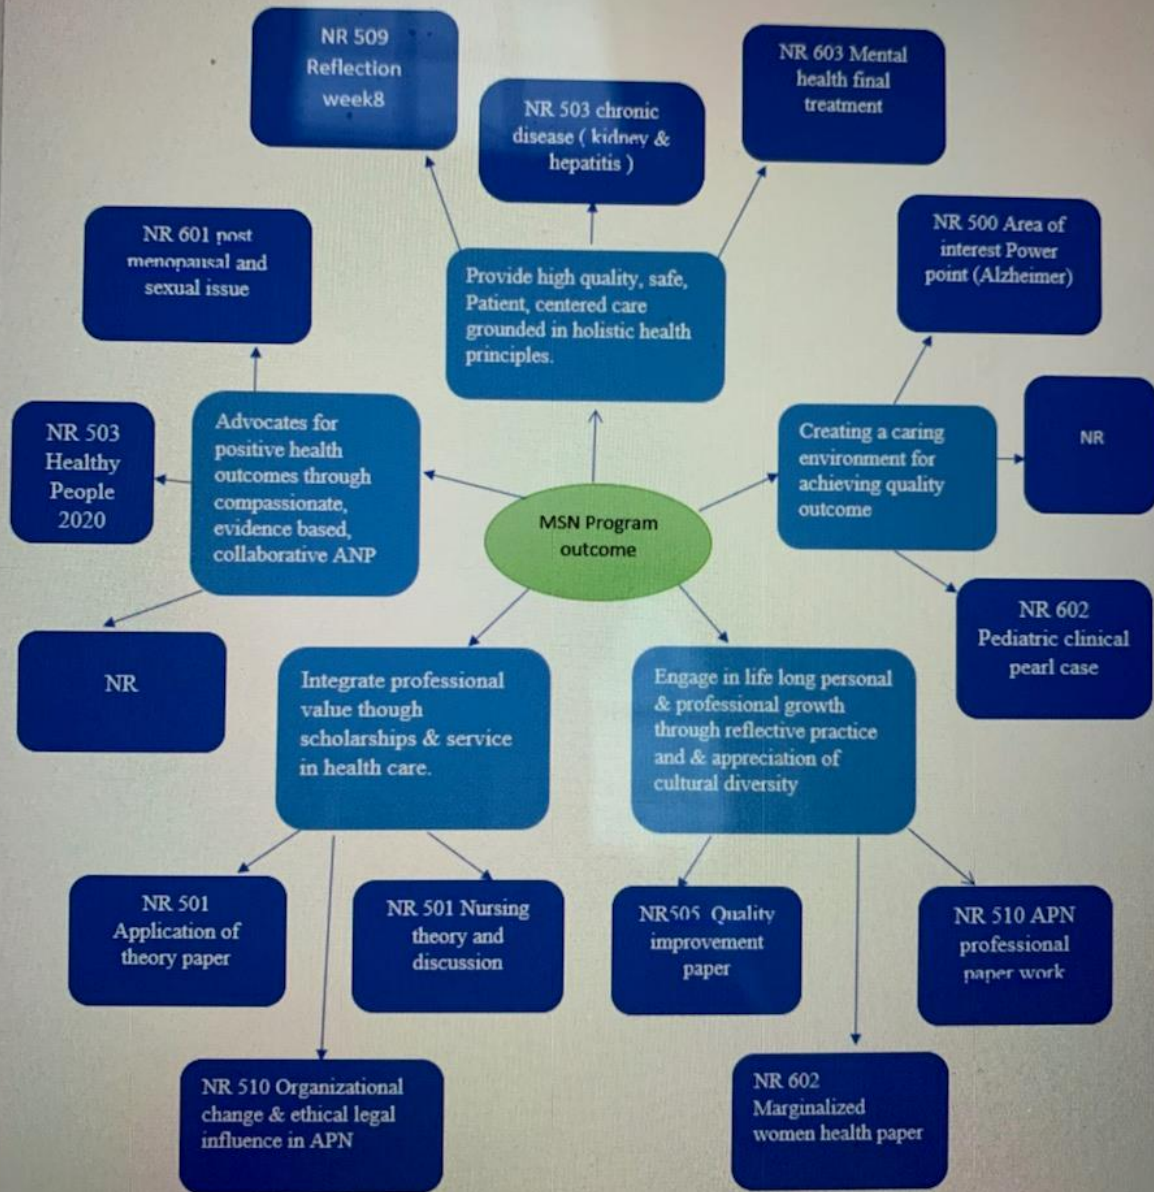 NR 509
Reflection
week8
NR 503 chronic
disease ( kidney &
hepatitis )
NR 603 Mental
health final
treatment
NR 601 post
menopausal and
sexual issue
Provide high quality, safe,
Patient, centered care
grounded in holistic health
principles.
NR 500 Area of
interest Power
point (Alzheimer)
NR 503
Healthy
People
2020
Advocates for
positive health
outcomes through
compassionate,
evidence based,
collaborative ANP
Creating a caring
environment for
achieving quality
outcome
NR
MSN Program
outcome
NR
NR 602
Pediatric clinical
pearl case
Integrate professional
value though
scholarships & service
in health care.
Engage in life long personal
& professional growth
through reflective practice
and & appreciation of
cultural diversity
NR 501
Application of
theory paper
NR 501 Nursing
theory and
discussion
NR505 Quality
improvement
paper
NR 510 APN
professional
paper work
NR 510 Organizational
change & ethical legal
influence in APN
NR 602
Marginalized
women health paper